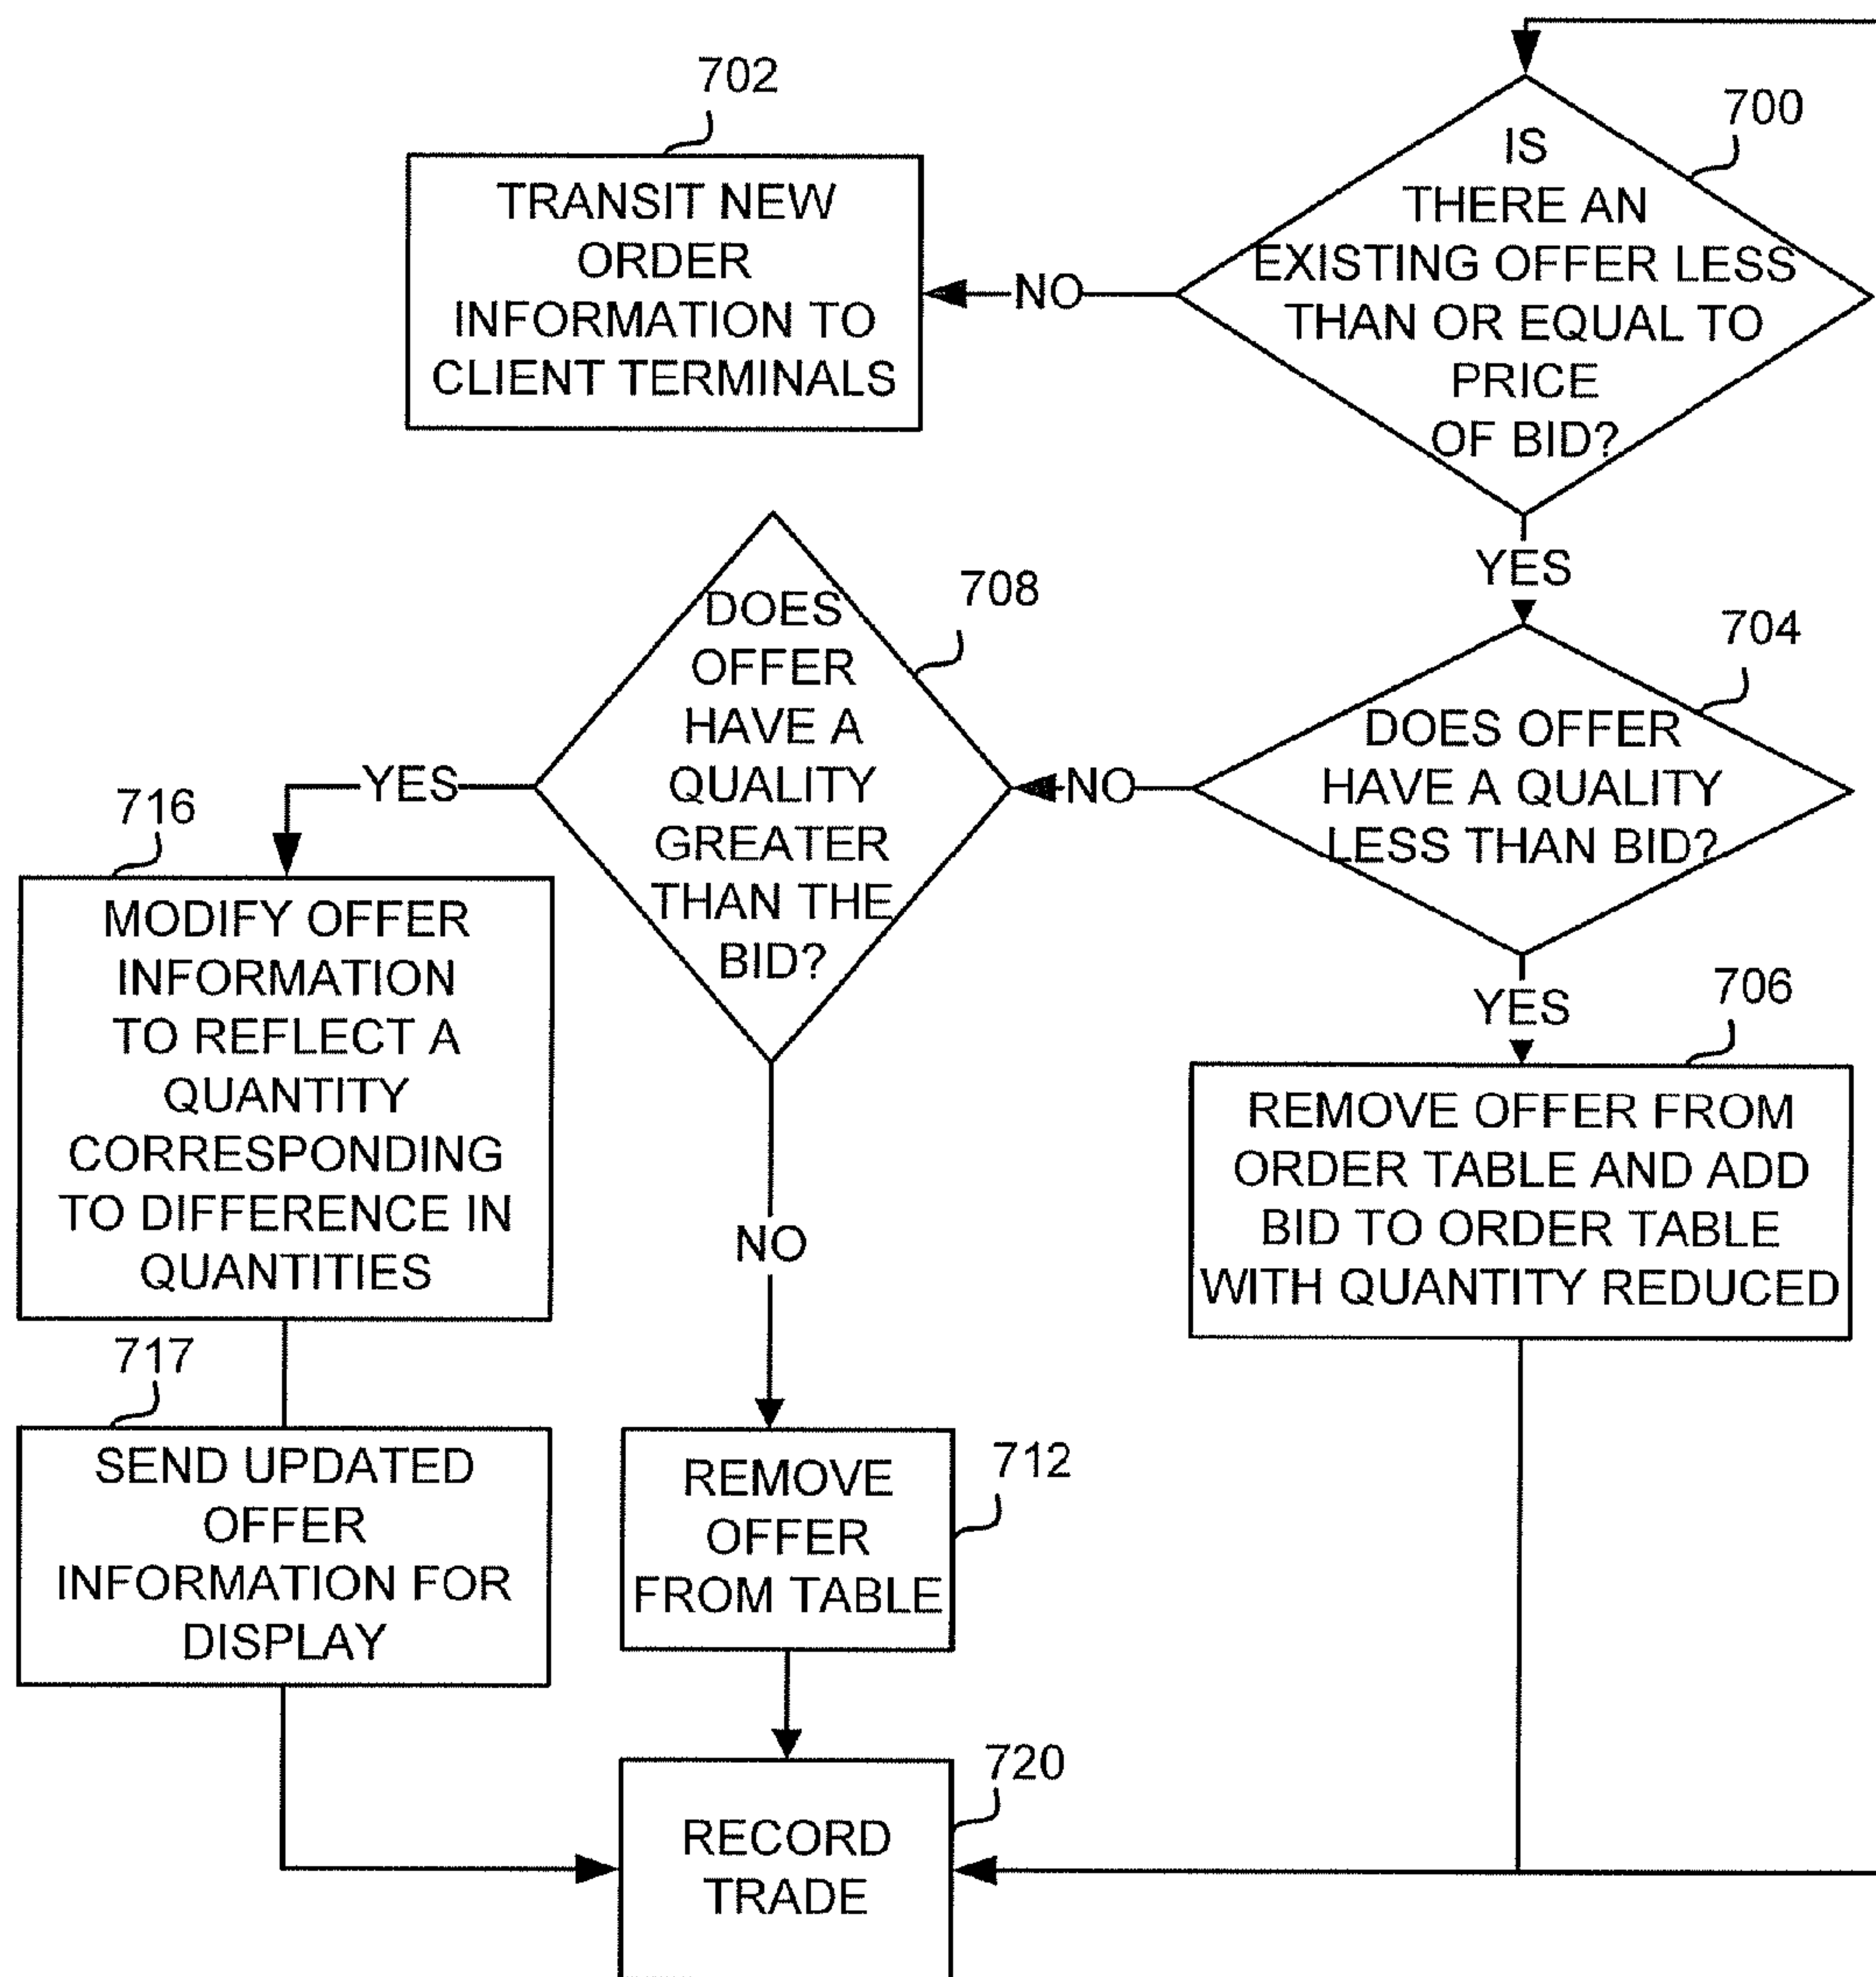 702
TRANSIT NEW
ORDER
INFORMATION TO
CLIENT TERMINALS
NO
700
IS
THERE AN
EXISTING OFFER LESS
THAN OR EQUAL TO
PRICE
OF BID?
YES
704
DOES OFFER
HAVE A QUALITY
LESS THAN BID?
NO
708
DOES
OFFER
HAVE A
QUALITY
GREATER
THAN THE
BID?
YES
716
MODIFY OFFER
INFORMATION
TO REFLECT A
QUANTITY
CORRESPONDING
TO DIFFERENCE IN
QUANTITIES
YES
706
REMOVE OFFER FROM
ORDER TABLE AND ADD
BID TO ORDER TABLE
WITH QUANTITY REDUCED
NO
717
SEND UPDATED
OFFER
INFORMATION FOR
DISPLAY
712
REMOVE
OFFER
FROM TABLE
720
RECORD
TRADE